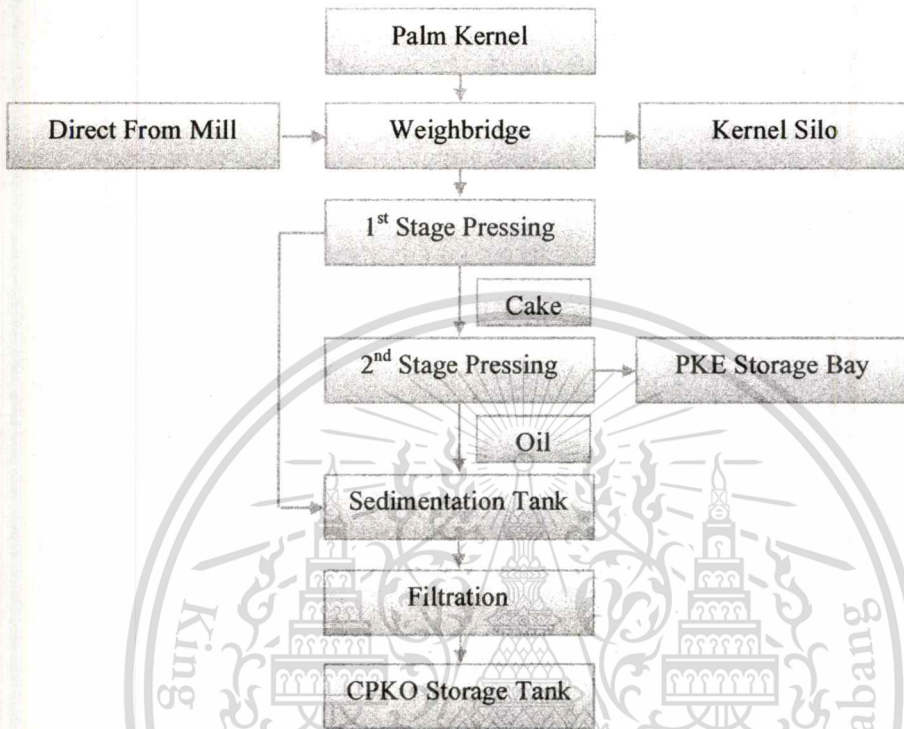 Palm Kernel
Direct From Mill
Weighbridge
Kernel Silo
1st Stage Pressing
Cake
2nd Stage Pressing
PKE Storage Bay
Oil
Sedimentation Tank
Filtration
CPKO Storage Tank
King
abang